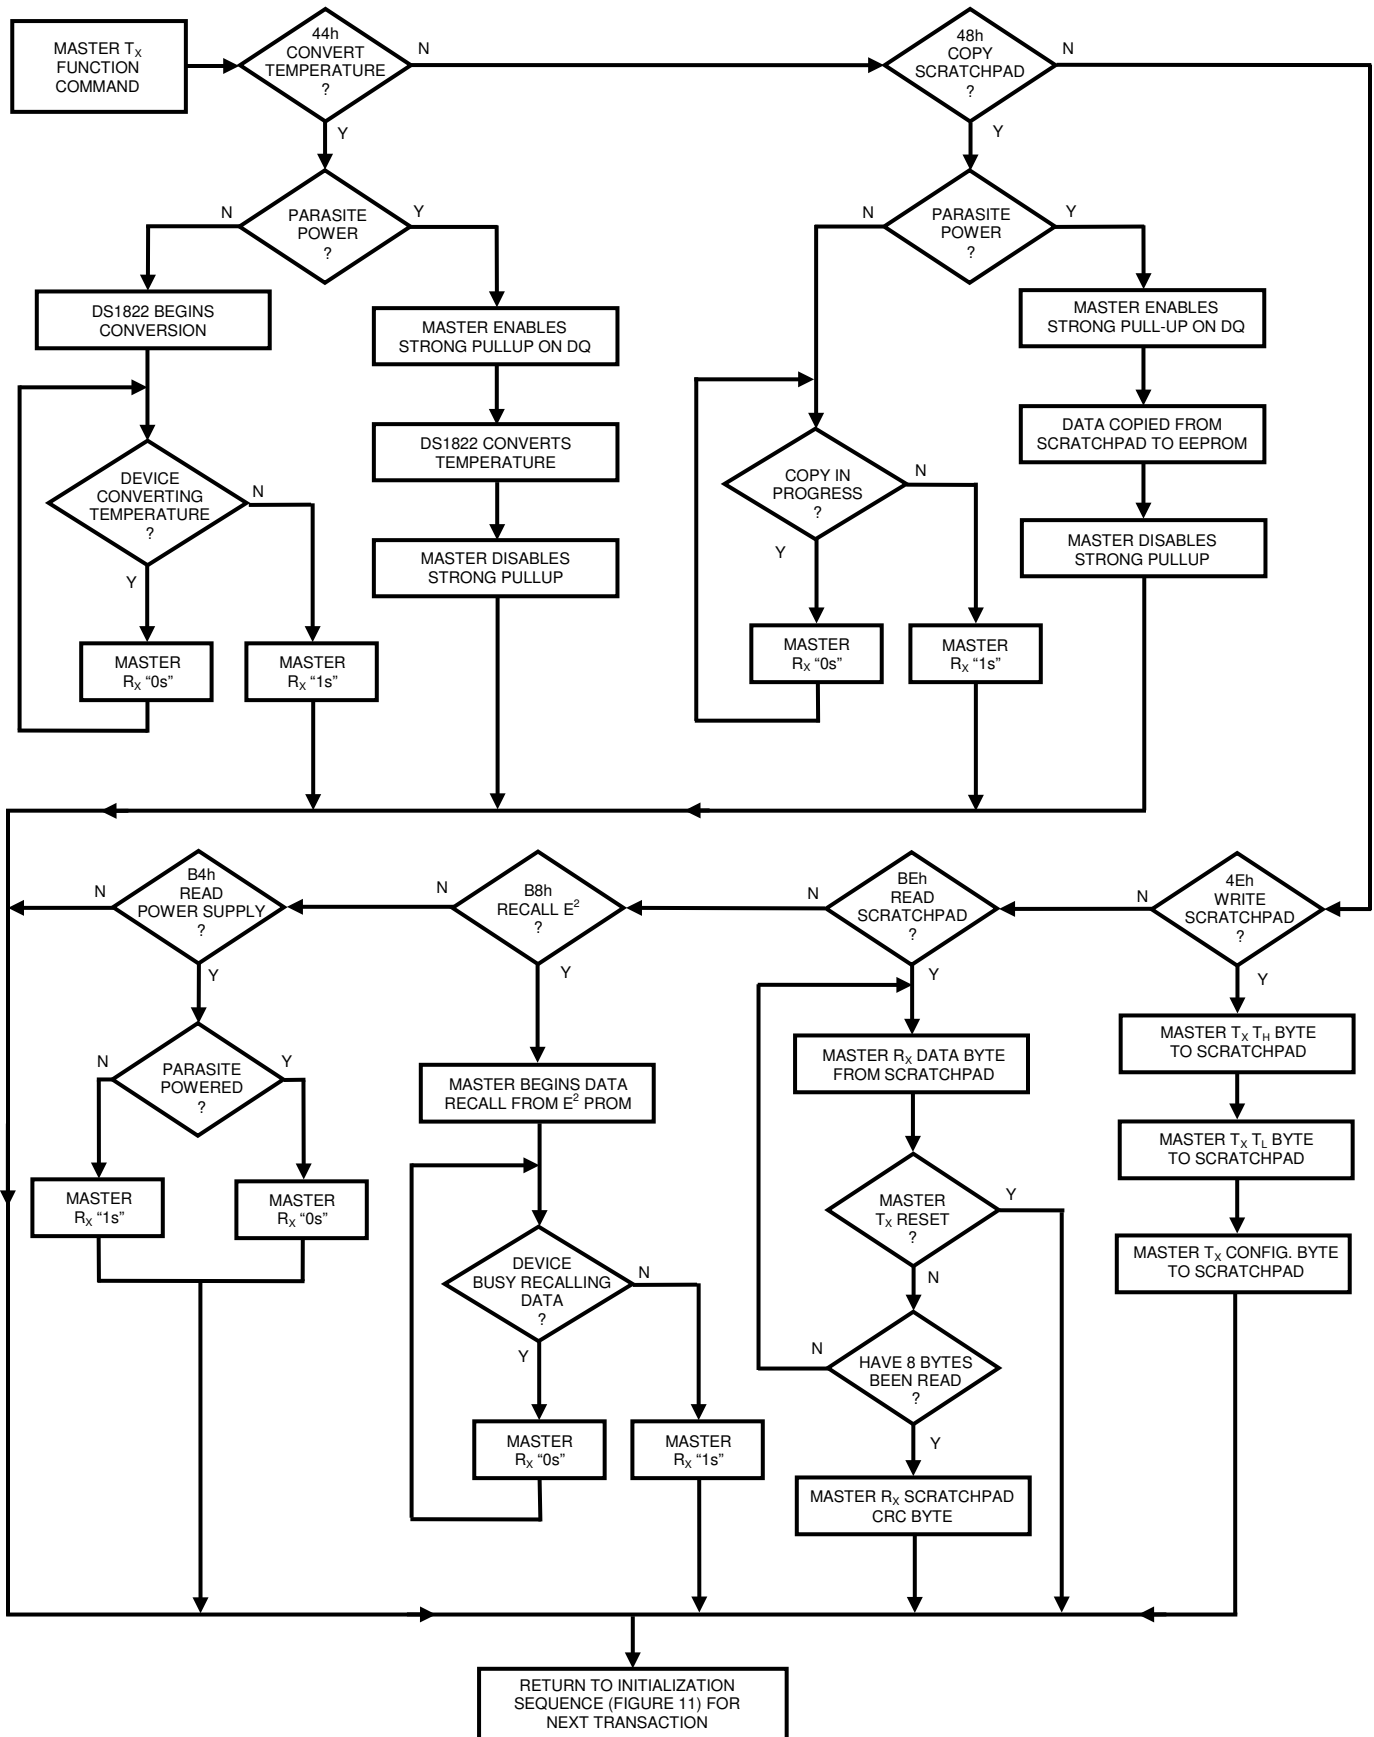 MASTER TX
FUNCTION
COMMAND
44h
CONVERT
TEMPERATURE
?
N
Y
48h
COPY
SCRATCHPAD
?
N
Y
N
PARASITE
POWER
?
Y
N
PARASITE
POWER
?
Y
DS1822 BEGINS
CONVERSION
MASTER ENABLES
STRONG PULLUP ON DQ
MASTER ENABLES
STRONG PULL-UP ON DQ
DS1822 CONVERTS
TEMPERATURE
DATA COPIED FROM
SCRATCHPAD TO EEPROM
DEVICE
CONVERTING
TEMPERATURE
?
N
Y
COPY IN
PROGRESS
?
N
Y
MASTER DISABLES
STRONG PULLUP
MASTER DISABLES
STRONG PULLUP
MASTER
RX “0s”
MASTER
RX “1s”
MASTER
RX “0s”
MASTER
RX “1s”
N
B4h
READ
POWER SUPPLY
?
Y
N
B8h
RECALL E2
?
Y
N
BEh
READ
SCRATCHPAD
?
Y
N
4Eh
WRITE
SCRATCHPAD
?
Y
N
PARASITE
POWERED
?
Y
MASTER BEGINS DATA
RECALL FROM E2 PROM
MASTER RX DATA BYTE
FROM SCRATCHPAD
MASTER TX TH BYTE
TO SCRATCHPAD
MASTER TX TL BYTE
TO SCRATCHPAD
MASTER
RX “1s”
MASTER
RX “0s”
MASTER
TX RESET
?
Y
N
MASTER TX CONFIG. BYTE
TO SCRATCHPAD
DEVICE
BUSY RECALLING
DATA
?
N
Y
N
HAVE 8 BYTES
BEEN READ
?
Y
MASTER
RX “0s”
MASTER
RX “1s”
MASTER RX SCRATCHPAD
CRC BYTE
RETURN TO INITIALIZATION
SEQUENCE (FIGURE 11) FOR
NEXT TRANSACTION